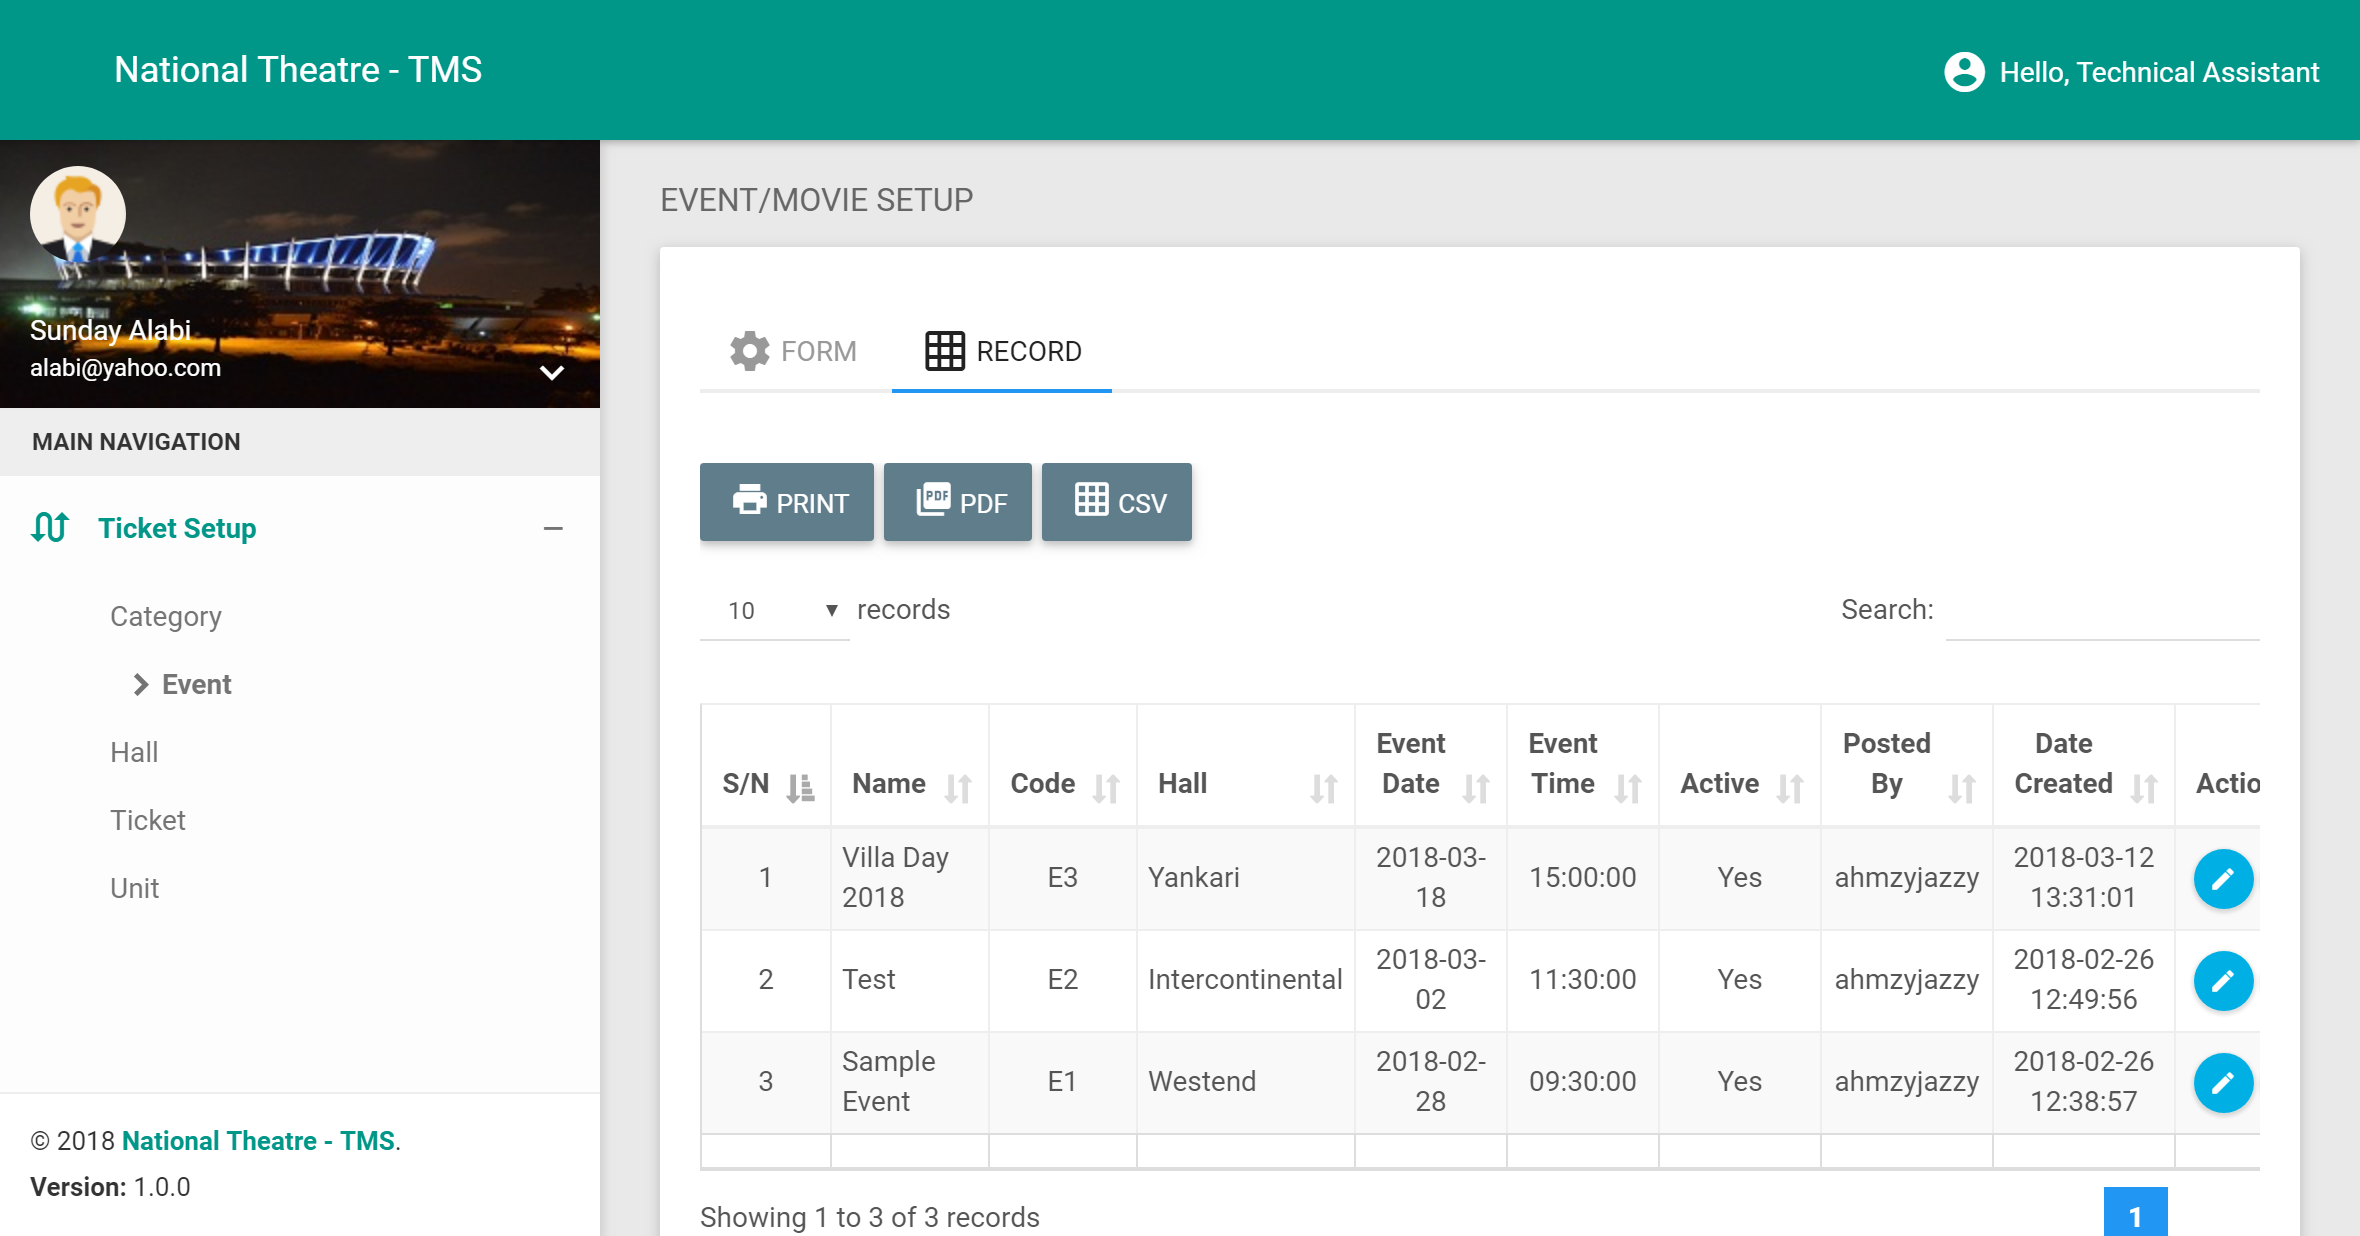 National Theatre - TMS
Hello, Technical Assistant
Sunday Alabi
alabi@yahoo.com
MAIN NAVIGATION
Ticket Setup
Category
Event
Hall
Ticket
Unit
© 2018 National Theatre - TMS.
Version: 1.0.0
EVENT/MOVIE SETUP
FORM RECORD
PRINT PDF PDF CSV
10 records Search:
S/N Name Code Hall Event Date Event Time Active Posted By Date Created Actio
1 Villa Day 2018 E3 Yankari 2018-03-18 15:00:00 Yes ahmzyjazzy 2018-03-12 13:31:01
2 Test E2 Intercontinental 2018-03-02 11:30:00 Yes ahmzyjazzy 2018-02-26 12:49:56
3 Sample Event E1 Westend 2018-02-28 09:30:00 Yes ahmzyjazzy 2018-02-26 12:38:57
Showing 1 to 3 of 3 records
1